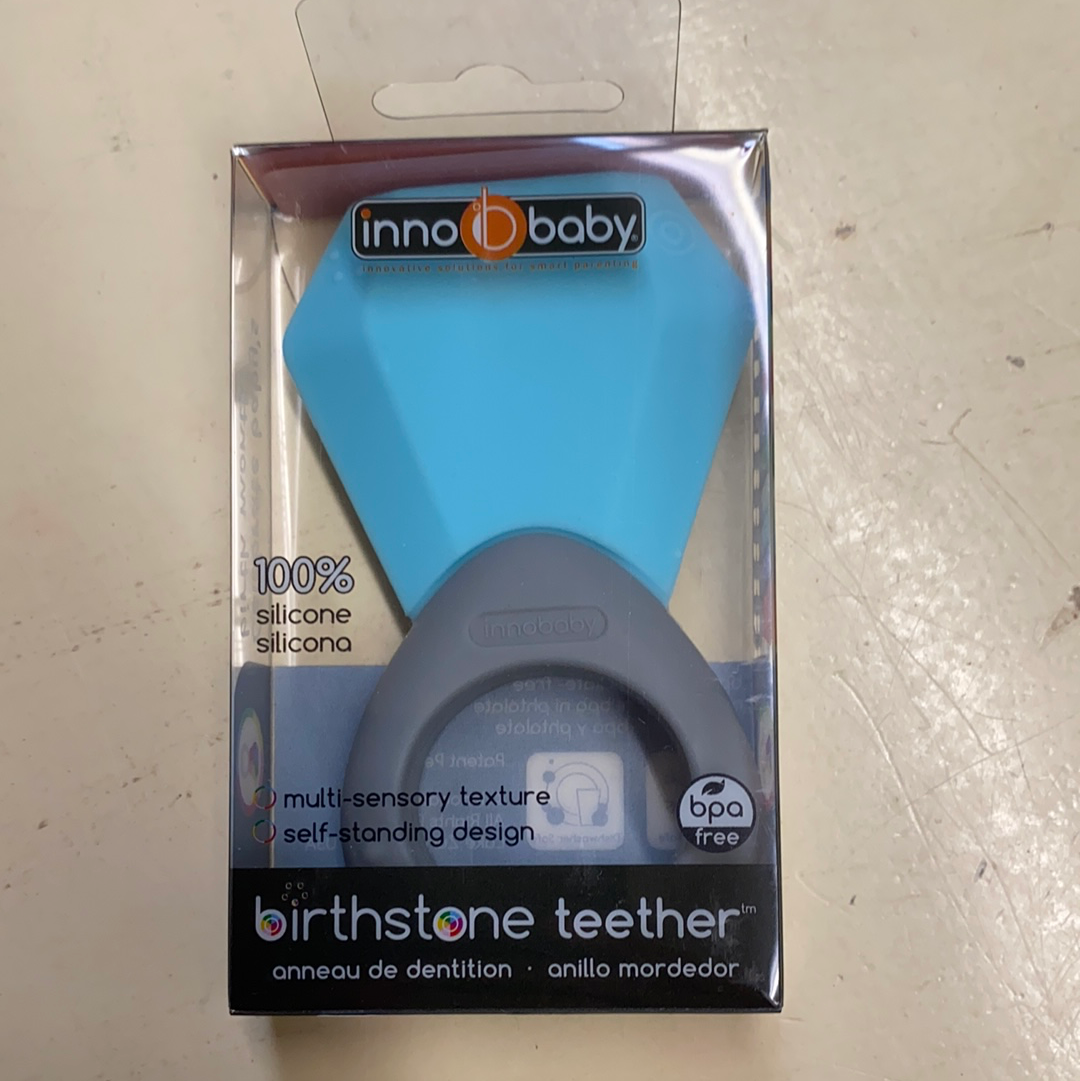 innobaby®
innovative solutions for smart parenting
100%
silicone
silicona
innobaby
multi-sensory texture
self-standing design
bpa
free
birthstone teether™
anneau de dentition · anillo mordedor